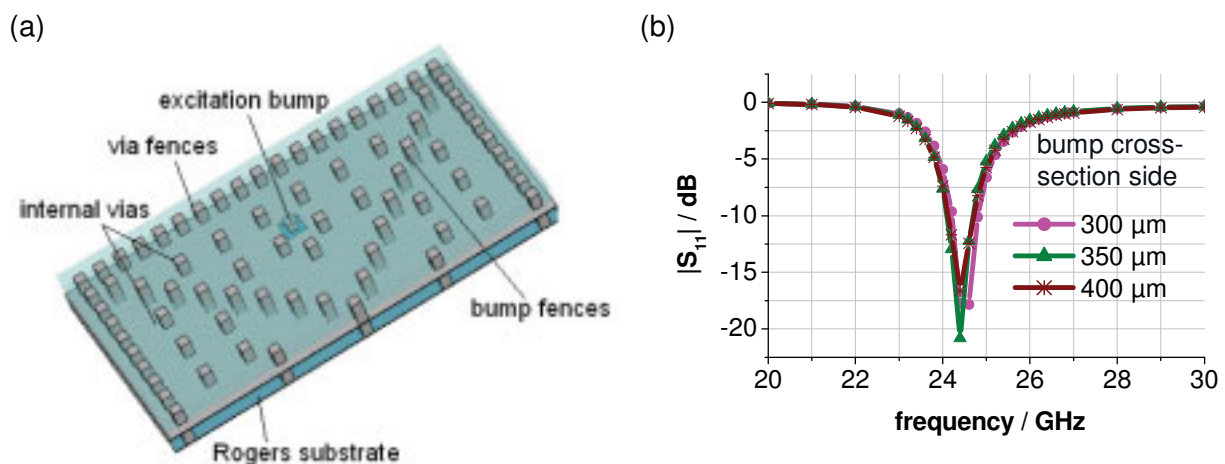 (a)
excitation bump
via fences
internal vias
bump fences
Rogers substrate
(b)
0
-5
-10
-15
-20
|S11| / dB
bump cross-
section side
300 µm
350 µm
400 µm
20 22 24 26 28 30
frequency / GHz